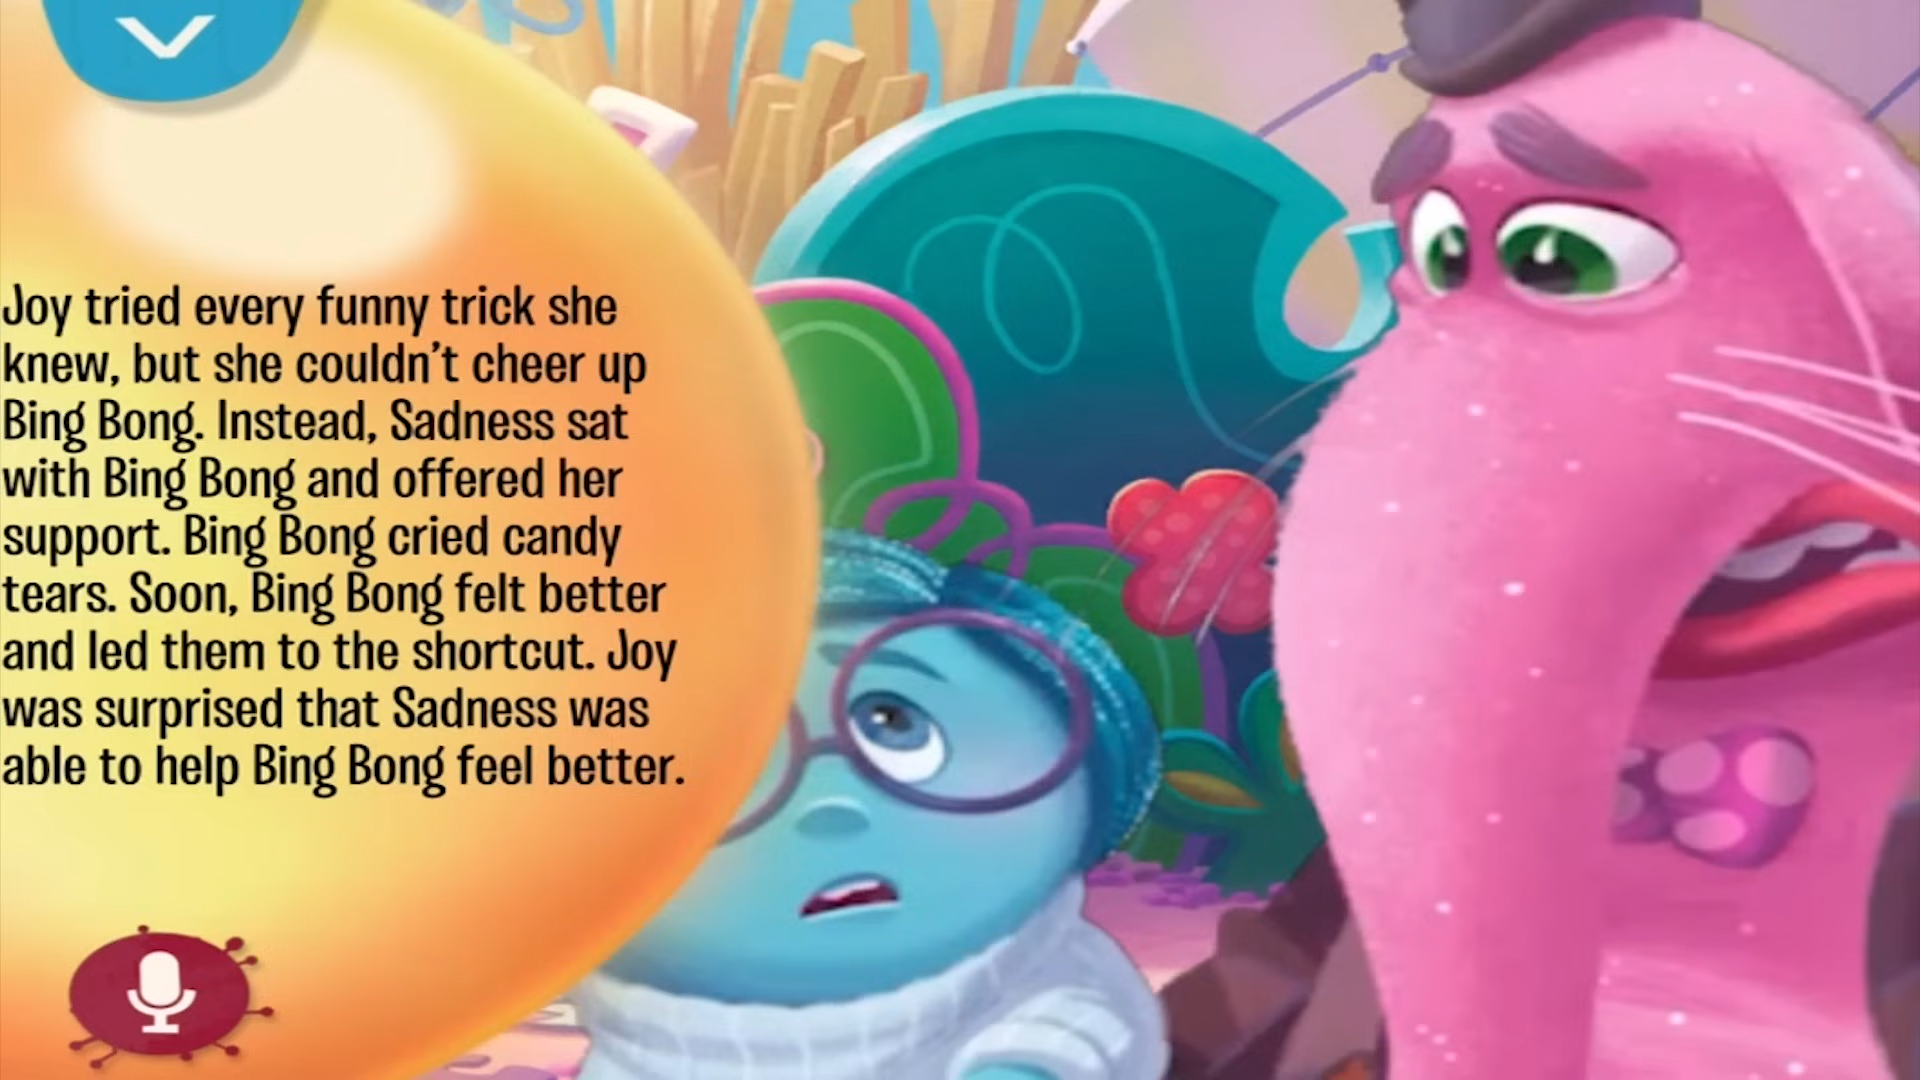 Joy tried every funny trick she
knew, but she couldn’t cheer up
Bing Bong. Instead, Sadness sat
with Bing Bong and offered her
support. Bing Bong cried candy
tears. Soon, Bing Bong felt better
and led them to the shortcut. Joy
was surprised that Sadness was
able to help Bing Bong feel better.